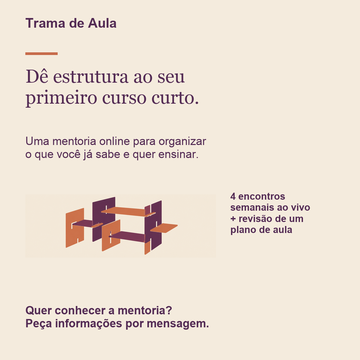 Trama de Aula
Dê estrutura ao seu
primeiro curso curto.
Uma mentoria online para organizar
o que você já sabe e quer ensinar.
4 encontros
semanais ao vivo
+ revisão de um
plano de aula
Quer conhecer a mentoria?
Peça informações por mensagem.